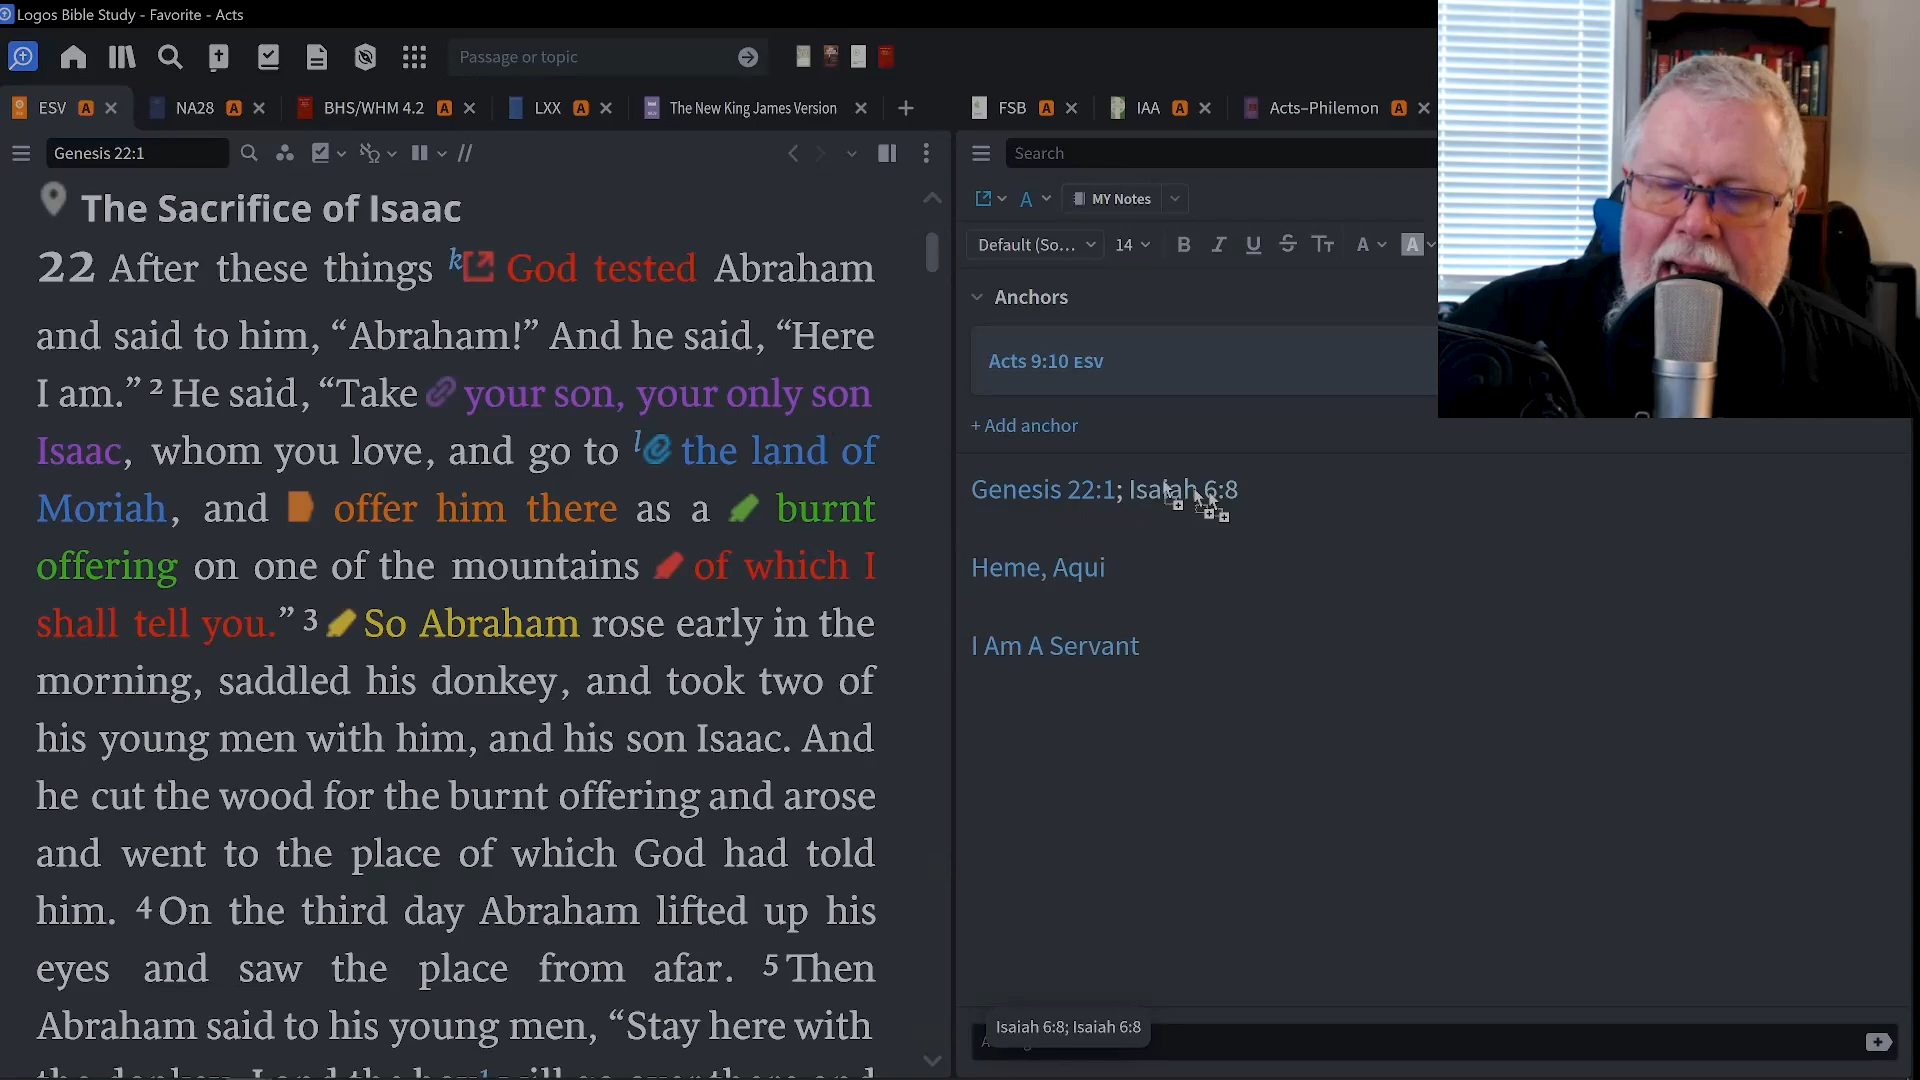 Logos Bible Study - Favorite - Acts
Passage or topic
ESV A NA28 A BHS/WHM 4.2 A LXX A The New King James Version
FSB A IAA A Acts–Philemon A
Genesis 22:1
Search
A MY Notes
Default (So... 14 B I U S Tr A A
The Sacrifice of Isaac
22 After these things k God tested Abraham
and said to him, “Abraham!” And he said, “Here
I am.” 2 He said, “Take your son, your only son
Isaac, whom you love, and go to l the land of
Moriah, and offer him there as a burnt
offering on one of the mountains of which I
shall tell you.” 3 So Abraham rose early in the
morning, saddled his donkey, and took two of
his young men with him, and his son Isaac. And
he cut the wood for the burnt offering and arose
and went to the place of which God had told
him. 4 On the third day Abraham lifted up his
eyes and saw the place from afar. 5 Then
Abraham said to his young men, “Stay here with
Anchors
Acts 9:10 ESV
+ Add anchor
Genesis 22:1; Isaiah 6:8
Heme, Aqui
I Am A Servant
Isaiah 6:8; Isaiah 6:8